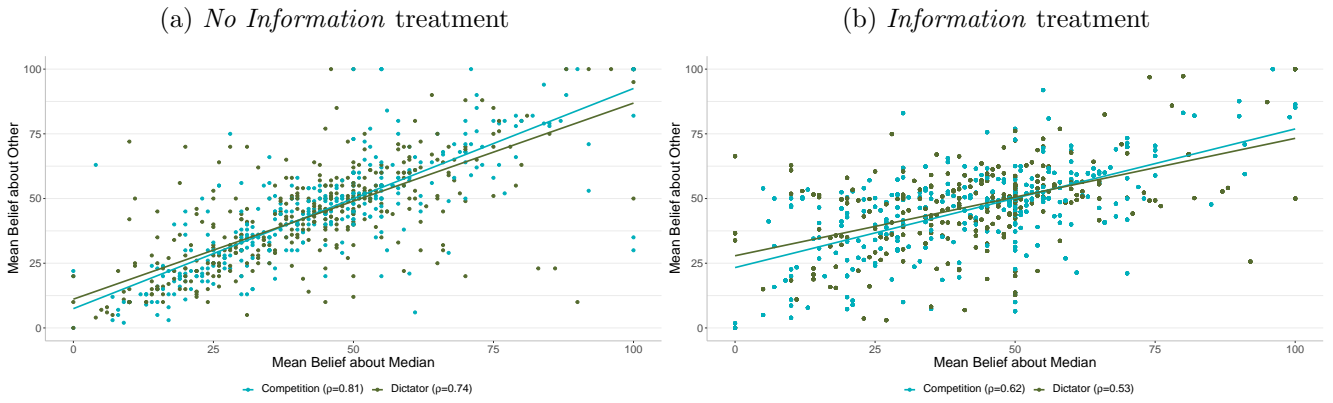 (a) No Information treatment
(b) Information treatment
Mean Belief about Other
100
75
50
25
0
0 25 50 75 100
Mean Belief about Median
Competition (ρ=0.81) Dictator (ρ=0.74)
Mean Belief about Other
100
75
50
25
0
0 25 50 75 100
Mean Belief about Median
Competition (ρ=0.62) Dictator (ρ=0.53)